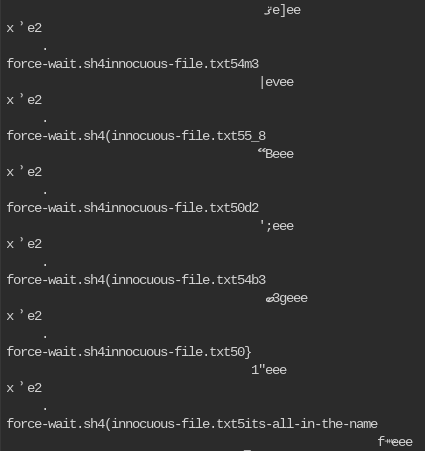 e]ee
x ʾ e2
.
force-wait.sh4innocuous-file.txt54m3
|evee
x ʾ e2
.
force-wait.sh4(innocuous-file.txt55_8
“Beee
x ʾ e2
.
force-wait.sh4innocuous-file.txt50d2
';eee
x ʾ e2
.
force-wait.sh4(innocuous-file.txt54b3
3geee
x ʾ e2
.
force-wait.sh4innocuous-file.txt50}
1"eee
x ʾ e2
.
force-wait.sh4(innocuous-file.txt5its-all-in-the-name
f eee